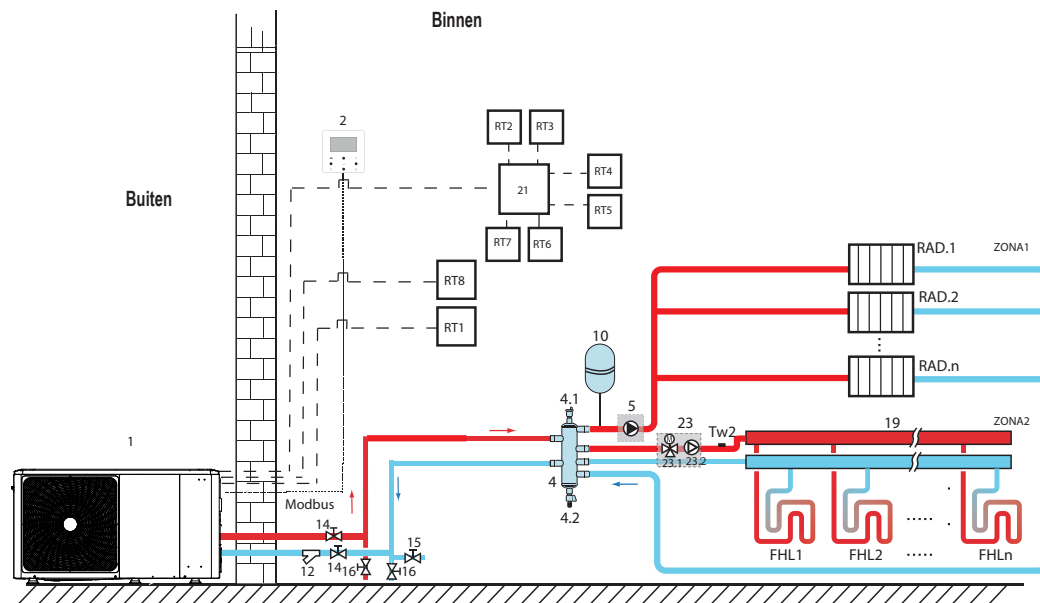 Binnen
Buiten
2
RT2
RT3
RT4
21
RT5
RT7
RT6
RT8
RT1
RAD.1
ZONA1
RAD.2
RAD.n
10
4.1
5
23
Tw2
19
ZONA2
M
23.1
23.2
4
4.2
1
Modbus
14
15
12
14
16
16
FHL1
FHL2
FHLn